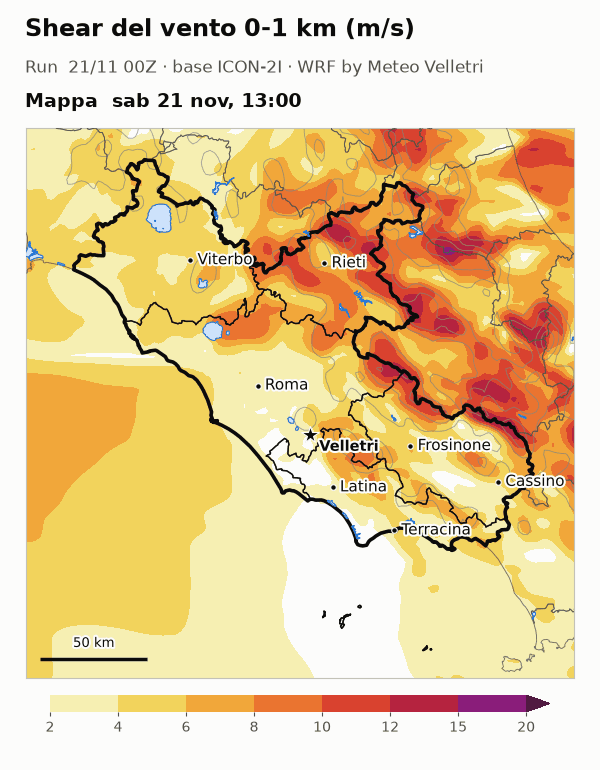 Shear del vento 0-1 km (m/s)
Run  21/11 00Z · base ICON-2I · WRF by Meteo Velletri
Mappa  sab 21 nov, 13:00
Viterbo
Rieti
Roma
Velletri
Frosinone
Cassino
Latina
Terracina
50 km
2 4 6 8 10 12 15 20